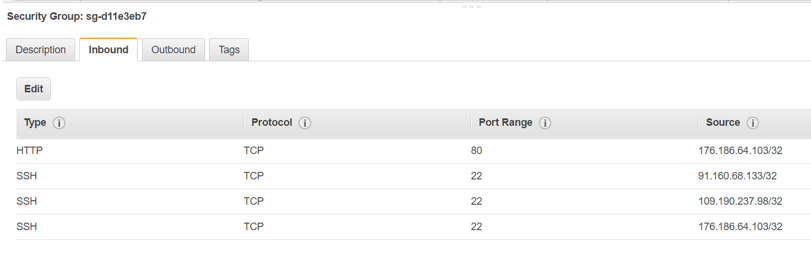 Security Group: sg-d11e3eb7
Description Inbound Outbound Tags
Edit
Type i Protocol i Port Range i Source i
HTTP TCP 80 176.186.64.103/32
SSH TCP 22 91.160.68.133/32
SSH TCP 22 109.190.237.98/32
SSH TCP 22 176.186.64.103/32